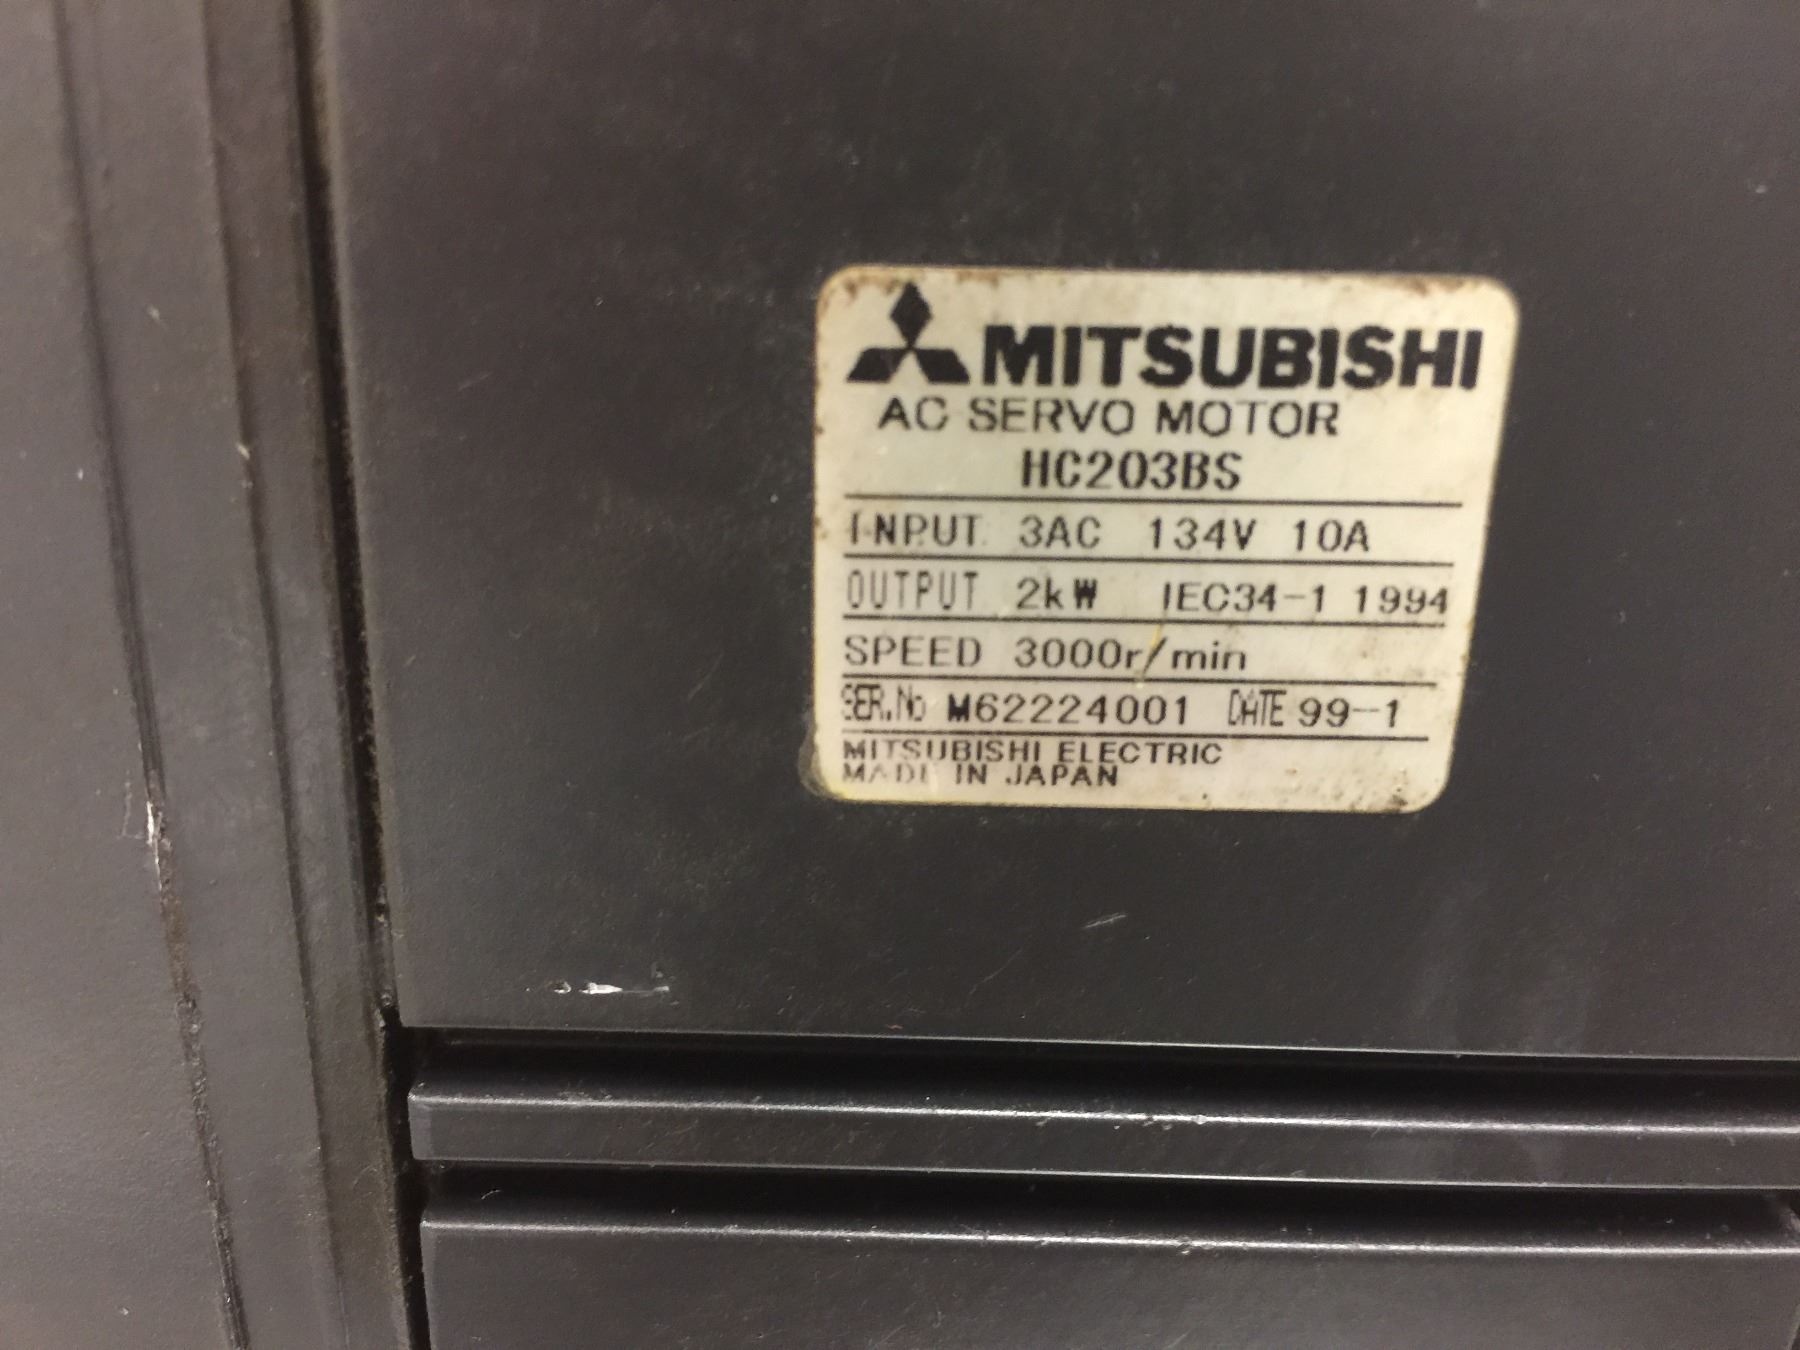 MITSUBISHI
AC SERVO MOTOR
HC203BS
INPUT 3AC 134V 10A
OUTPUT 2kW IEC34-1 1994
SPEED 3000r/min
SER.No M62224001 DATE 99-1
MITSUBISHI ELECTRIC
MADE IN JAPAN